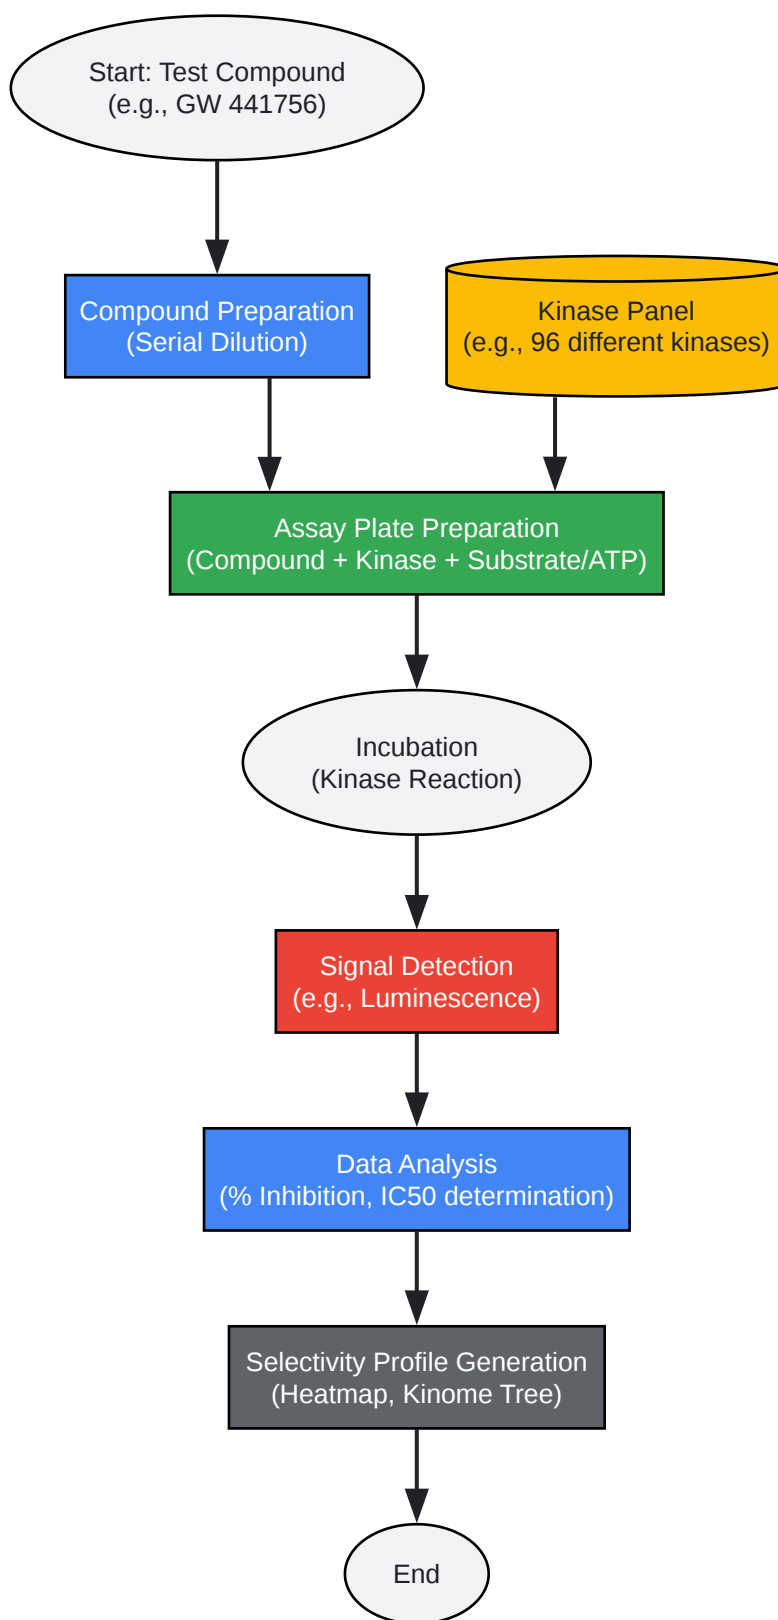 Start: Test Compound
(e.g., GW 441756)
Compound Preparation
(Serial Dilution)
Kinase Panel
(e.g., 96 different kinases)
Assay Plate Preparation
(Compound + Kinase + Substrate/ATP)
Incubation
(Kinase Reaction)
Signal Detection
(e.g., Luminescence)
Data Analysis
(% Inhibition, IC50 determination)
Selectivity Profile Generation
(Heatmap, Kinome Tree)
End